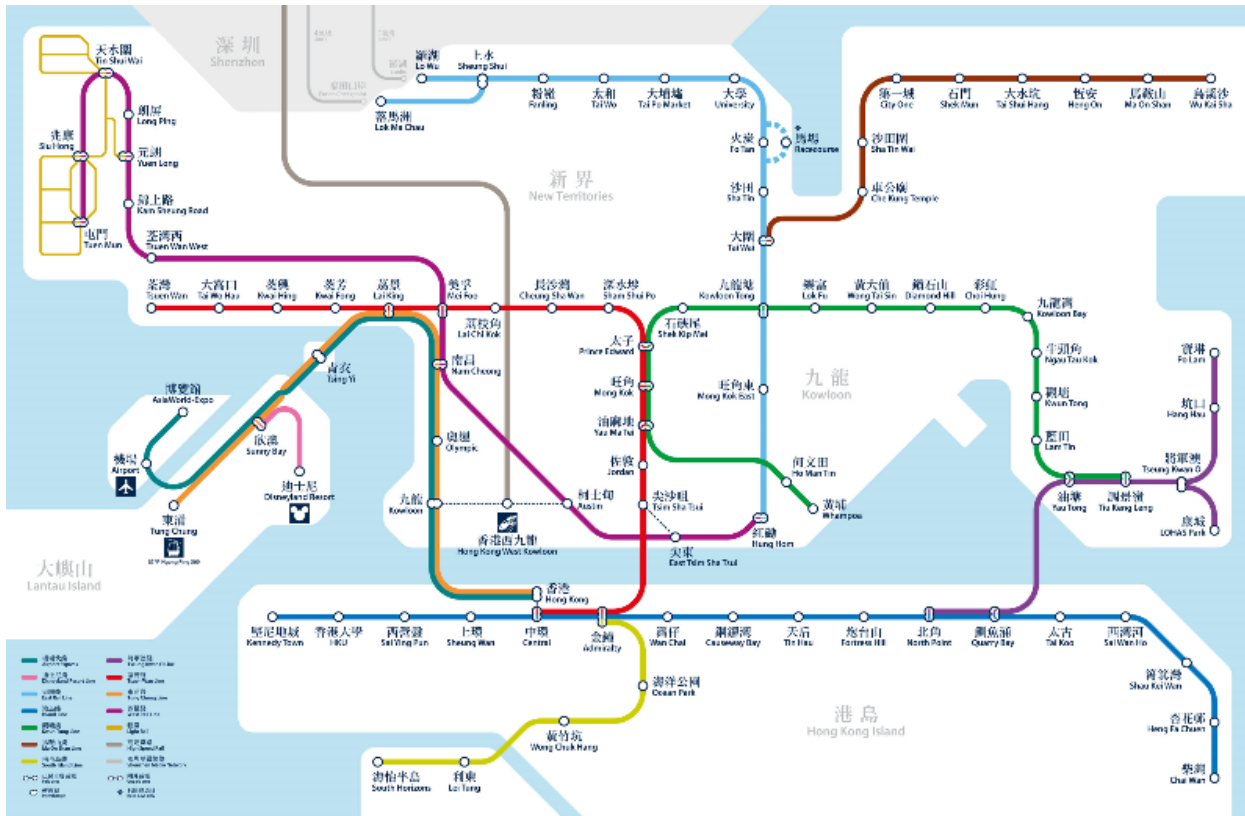 深圳
Shenzhen
羅湖
Lo Wu
上水
Sheung Shui
落馬洲
Lok Ma Chau
粉嶺
Fanling
太和
Tai Wo
大埔墟
Tai Po Market
大學
University
火炭
Fo Tan
馬場
Racecourse
沙田
Sha Tin
大圍
Tai Wai
第一城
City One
石門
Shek Mun
大水坑
Tai Shui Hang
恆安
Heng On
馬鞍山
Ma On Shan
烏溪沙
Wu Kai Sha
沙田圍
Sha Tin Wai
車公廟
Che Kung Temple
新界
New Territories
天水圍
Tin Shui Wai
朗屏
Long Ping
兆康
Siu Hong
元朗
Yuen Long
錦上路
Kam Sheung Road
屯門
Tuen Mun
荃灣西
Tsuen Wan West
荃灣
Tsuen Wan
大窩口
Tai Wo Hau
葵興
Kwai Hing
葵芳
Kwai Fong
荔景
Lai King
美孚
Mei Foo
荔枝角
Lai Chi Kok
長沙灣
Cheung Sha Wan
深水埗
Sham Shui Po
九龍塘
Kowloon Tong
樂富
Lok Fu
黃大仙
Wong Tai Sin
鑽石山
Diamond Hill
彩虹
Choi Hung
九龍灣
Kowloon Bay
石硤尾
Shek Kip Mei
太子
Prince Edward
旺角
Mong Kok
油麻地
Yau Ma Tei
旺角東
Mong Kok East
九龍
Kowloon
牛頭角
Ngau Tau Kok
觀塘
Kwun Tong
藍田
Lam Tin
油塘
Yau Tong
調景嶺
Tiu Keng Leng
寶琳
Po Lam
坑口
Hang Hau
將軍澳
Tseung Kwan O
康城
LOHAS Park
青衣
Tsing Yi
南昌
Nam Cheong
奧運
Olympic
九龍
Kowloon
博覽館
AsiaWorld-Expo
機場
Airport
欣澳
Sunny Bay
迪士尼
Disneyland Resort
東涌
Tung Chung
大嶼山
Lantau Island
香港西九龍
Hong Kong West Kowloon
柯士甸
Austin
佐敦
Jordan
尖沙咀
Tsim Sha Tsui
尖東
East Tsim Sha Tsui
紅磡
Hung Hom
何文田
Ho Man Tin
黃埔
Whampoa
香港
Hong Kong
堅尼地城
Kennedy Town
香港大學
HKU
西營盤
Sai Ying Pun
上環
Sheung Wan
中環
Central
金鐘
Admiralty
灣仔
Wan Chai
銅鑼灣
Causeway Bay
天后
Tin Hau
炮台山
Fortress Hill
北角
North Point
鰂魚涌
Quarry Bay
太古
Tai Koo
西灣河
Sai Wan Ho
筲箕灣
Shau Kei Wan
杏花邨
Heng Fa Chuen
柴灣
Chai Wan
海洋公園
Ocean Park
黃竹坑
Wong Chuk Hang
利東
Lei Tung
海怡半島
South Horizons
港島
Hong Kong Island